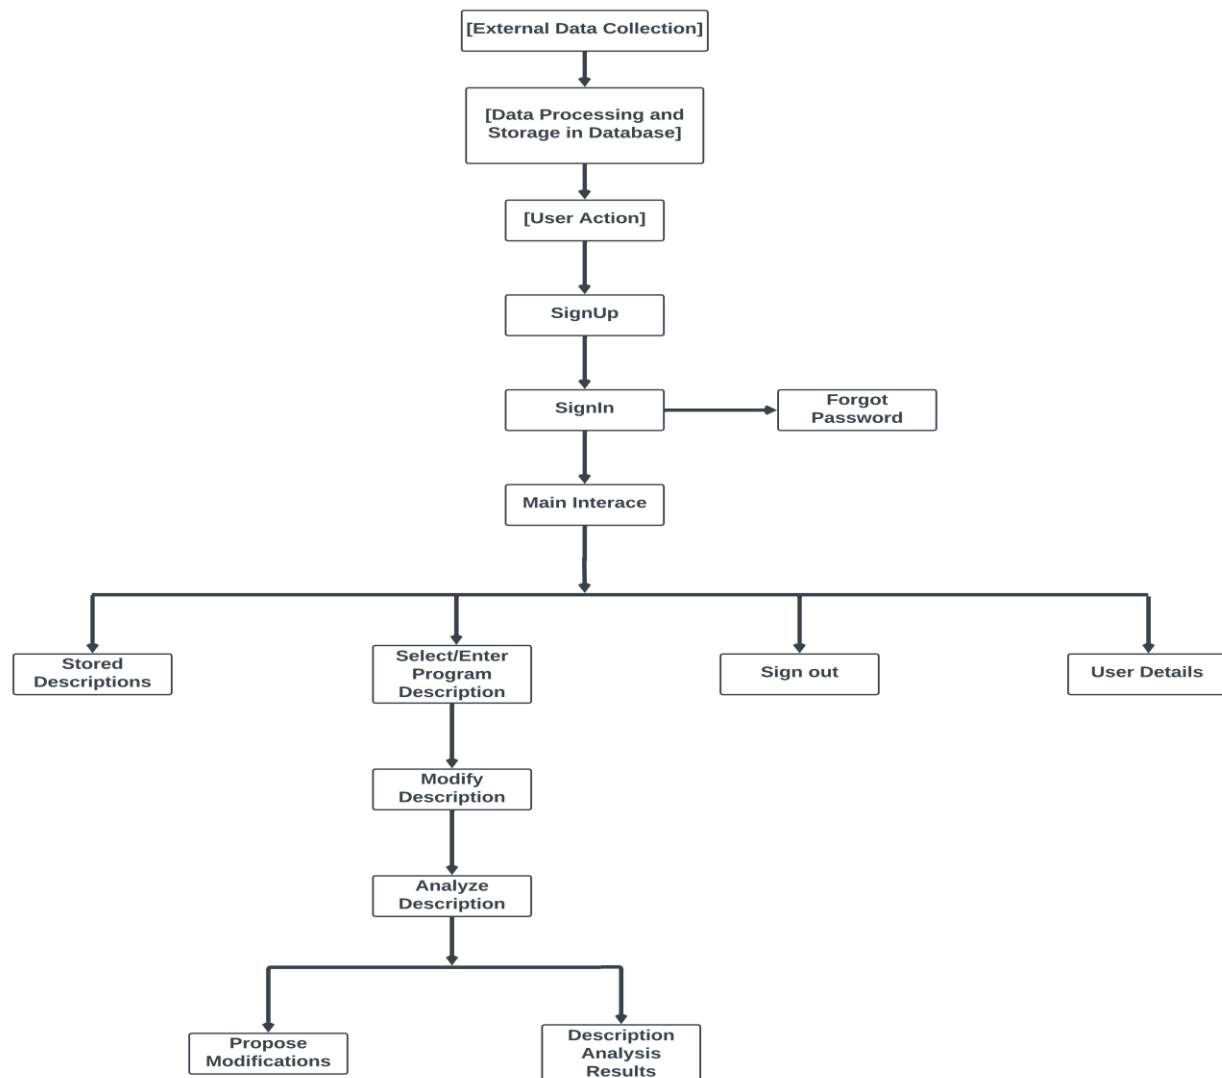 [External Data Collection]
[Data Processing and
Storage in Database]
[User Action]
SignUp
SignIn
Forgot
Password
Main Interace
Stored
Descriptions
Select/Enter
Program
Description
Sign out
User Details
Modify
Description
Analyze
Description
Propose
Modifications
Description
Analysis
Results